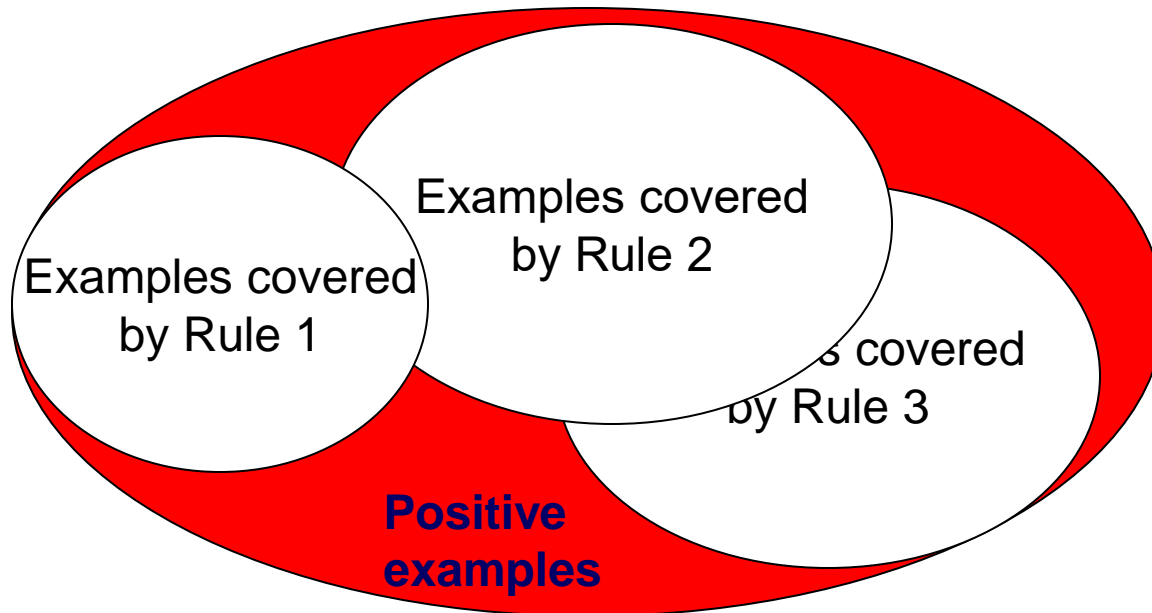 Examples covered
by Rule 2
Examples covered
by Rule 1
covered
by Rule 3
Positive
examples